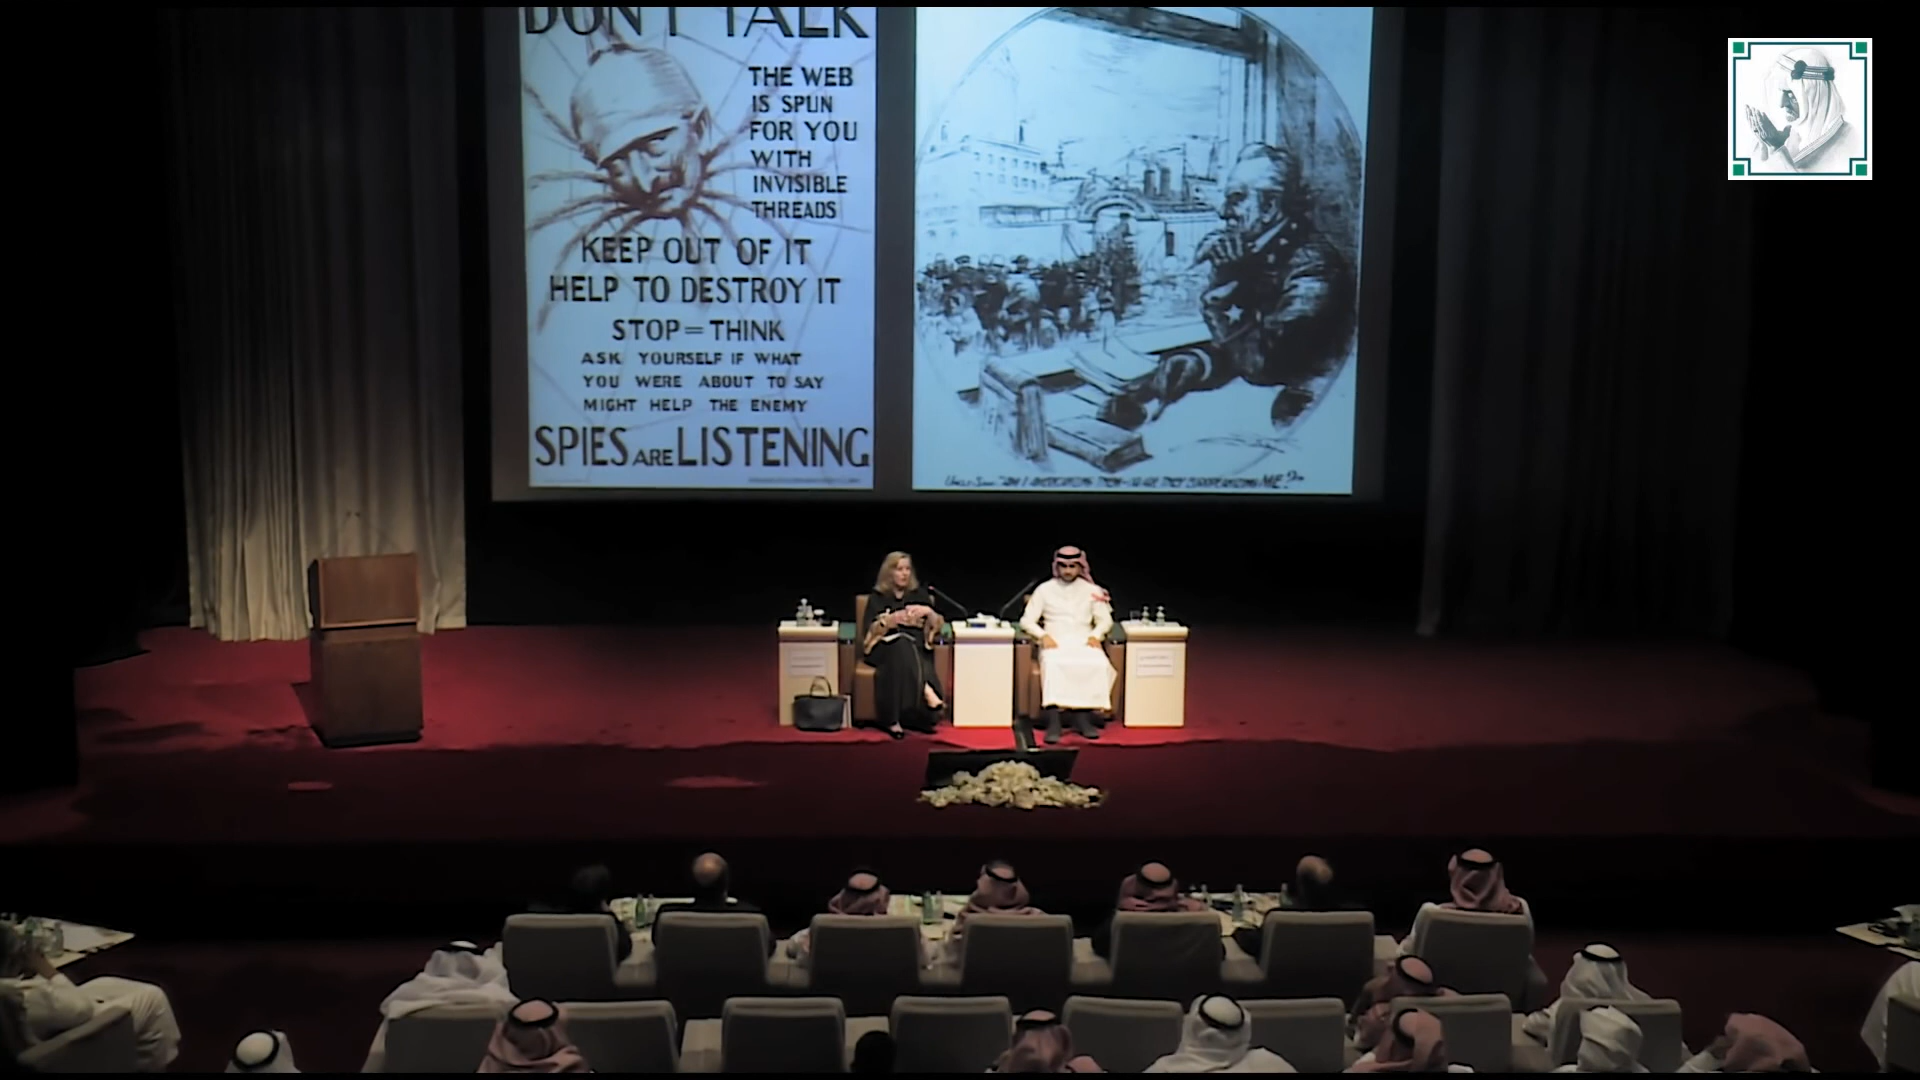 DON'T TALK
THE WEB
IS SPUN
FOR YOU
WITH
INVISIBLE
THREADS
KEEP OUT OF IT
HELP TO DESTROY IT
STOP = THINK
ASK YOURSELF IF WHAT
YOU WERE ABOUT TO SAY
MIGHT HELP THE ENEMY
SPIES ARE LISTENING